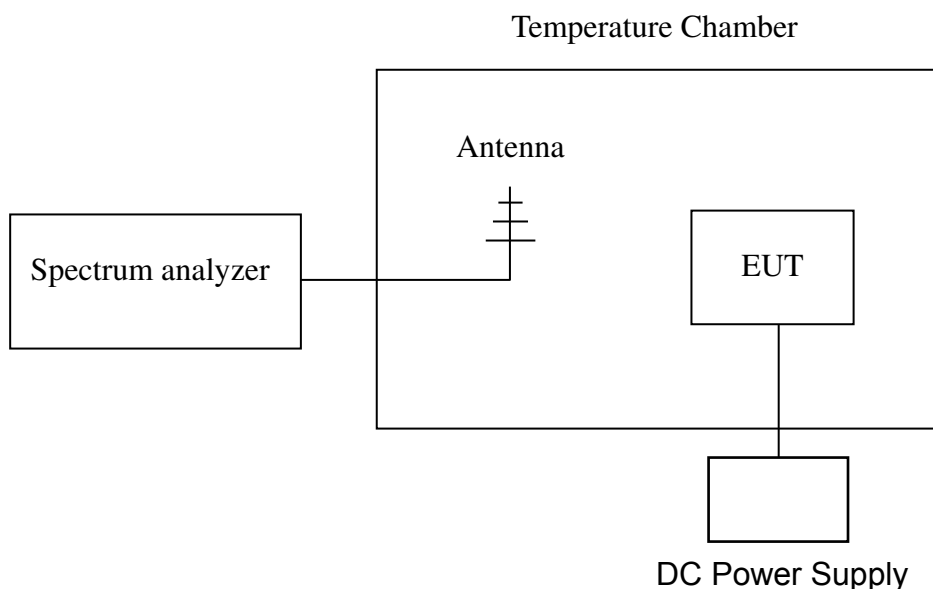 Temperature Chamber
Antenna
Spectrum analyzer
EUT
DC Power Supply